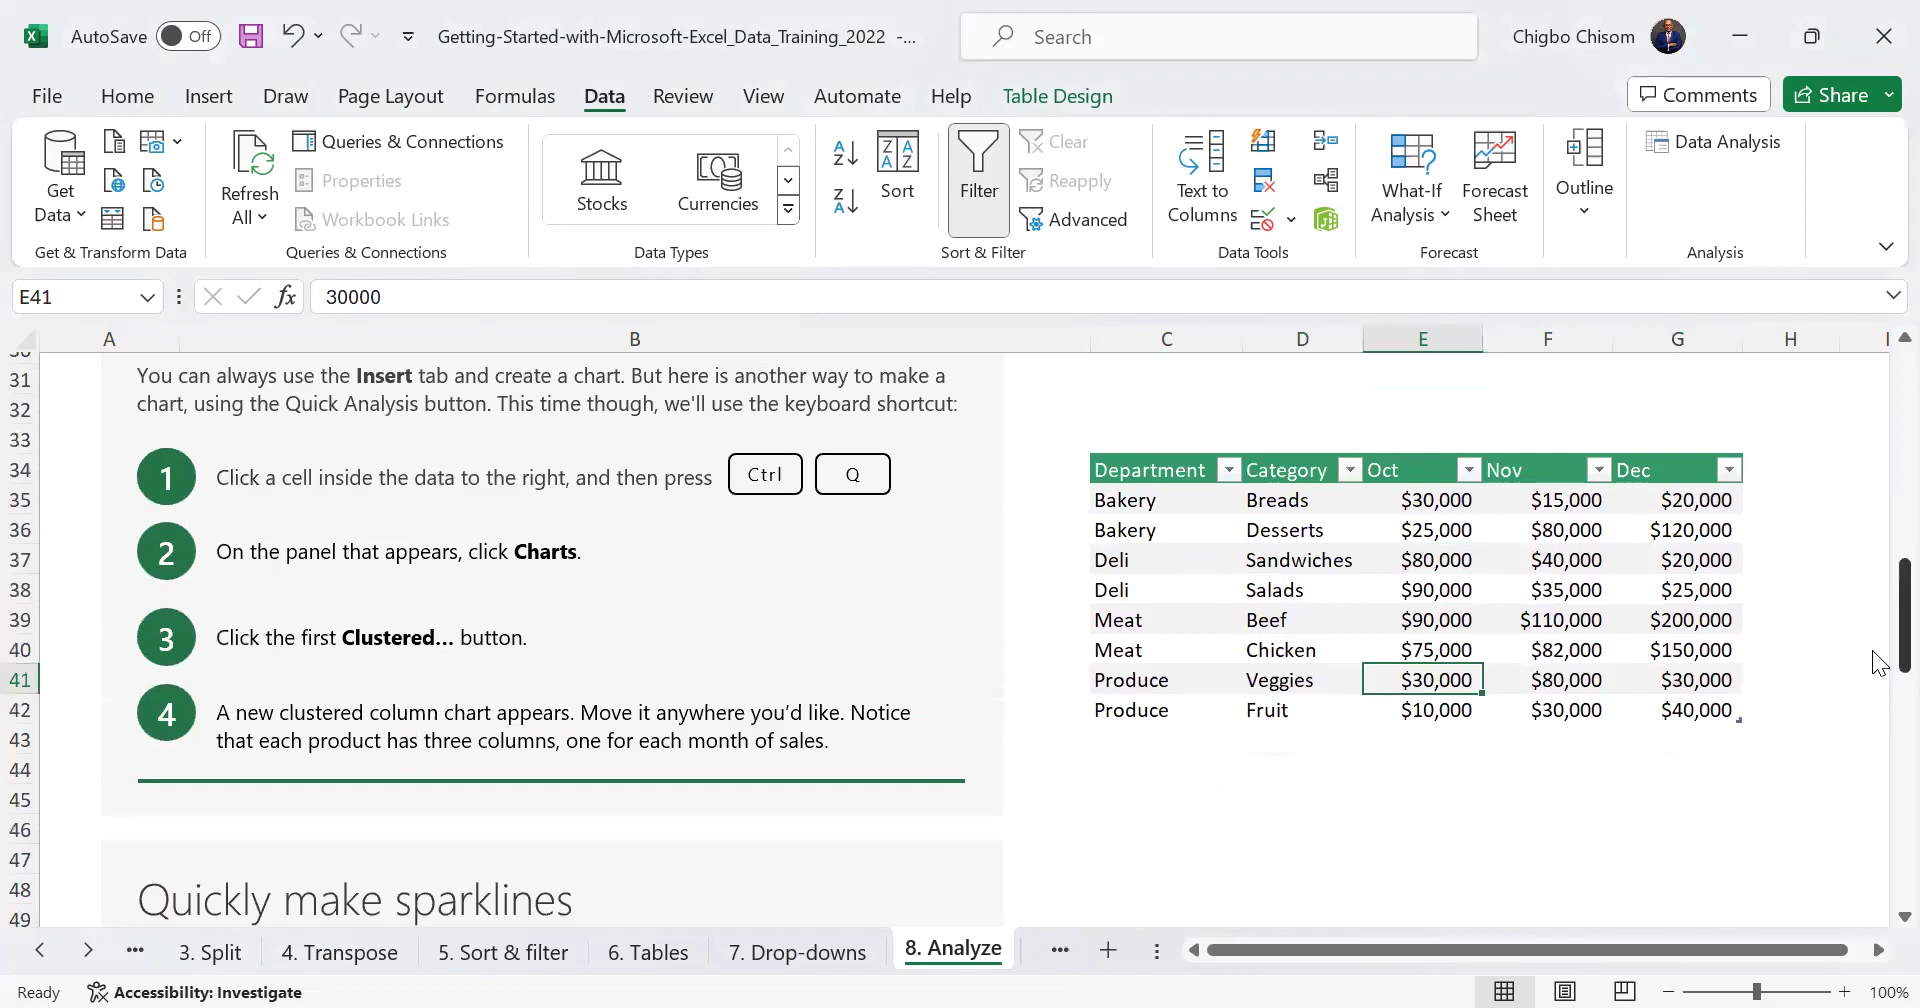 AutoSave Off Getting-Started-with-Microsoft-Excel_Data_Training_2022 -... Search Chigbo Chisom
File Home Insert Draw Page Layout Formulas Data Review View Automate Help Table Design Comments Share
Get Data
Refresh All
Queries & Connections
Properties
Workbook Links
Stocks Currencies
Sort Filter
Clear
Reapply
Advanced
Text to Columns
What-If Analysis
Forecast Sheet
Outline
Data Analysis
Get & Transform Data Queries & Connections Data Types Sort & Filter Data Tools Forecast Analysis
E41 fx 30000
A B C D E F G H I
You can always use the Insert tab and create a chart. But here is another way to make a
chart, using the Quick Analysis button. This time though, we'll use the keyboard shortcut:
1 Click a cell inside the data to the right, and then press Ctrl Q
2 On the panel that appears, click Charts.
3 Click the first Clustered... button.
4 A new clustered column chart appears. Move it anywhere you'd like. Notice
that each product has three columns, one for each month of sales.
Quickly make sparklines
31
32
33
34 Department Category Oct Nov Dec
35 Bakery Breads $30,000 $15,000 $20,000
36 Bakery Desserts $25,000 $80,000 $120,000
37 Deli Sandwiches $80,000 $40,000 $20,000
38 Deli Salads $90,000 $35,000 $25,000
39 Meat Beef $90,000 $110,000 $200,000
40 Meat Chicken $75,000 $82,000 $150,000
41 Produce Veggies $30,000 $80,000 $30,000
42 Produce Fruit $10,000 $30,000 $40,000
43
44
45
46
47
48
49
... 3. Split 4. Transpose 5. Sort & filter 6. Tables 7. Drop-downs 8. Analyze ...
Ready Accessibility: Investigate 100%